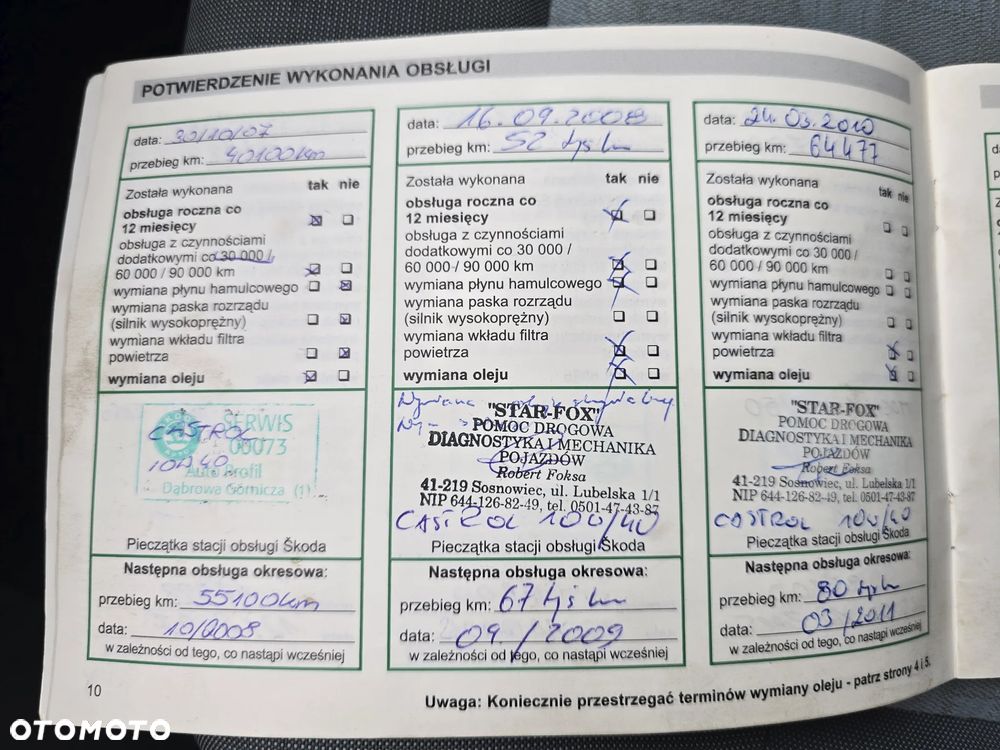 POTWIERDZENIE WYKONANIA OBSŁUGI
data: 30/10/07
przebieg km: 40100km
Została wykonana tak nie
obsługa roczna co
12 miesięcy
obsługa z czynnościami
dodatkowymi co 30 000 /
60 000 / 90 000 km
wymiana płynu hamulcowego
wymiana paska rozrządu
(silnik wysokoprężny)
wymiana wkładu filtra
powietrza
wymiana oleju
SERWIS
CASTROL
00073
10W40
Auto Profil
Dąbrowa Górnicza (1)
Pieczątka stacji obsługi Škoda
Następna obsługa okresowa:
przebieg km: 55100km
data: 10/2008
w zależności od tego, co nastąpi wcześniej
data: 16.09.2008
przebieg km: 52 tyś km
Została wykonana tak nie
obsługa roczna co
12 miesięcy
obsługa z czynnościami
dodatkowymi co 30 000 /
60 000 / 90 000 km
wymiana płynu hamulcowego
wymiana paska rozrządu
(silnik wysokoprężny)
wymiana wkładu filtra
powietrza
wymiana oleju
Wymiana
"STAR-FOX"
POMOC DROGOWA
DIAGNOSTYKA I MECHANIKA
POJAZDÓW
Robert Foksa
41-219 Sosnowiec, ul. Lubelska 1/1
NIP 644-126-82-49, tel. 0501-47-43-87
CASTROL 10W/40
Pieczątka stacji obsługi Škoda
Następna obsługa okresowa:
przebieg km: 67 tyś km
data: 09./2009
w zależności od tego, co nastąpi wcześniej
data: 24.03.2010
przebieg km: 64477
Została wykonana tak nie
obsługa roczna co
12 miesięcy
obsługa z czynnościami
dodatkowymi co 30 000 /
60 000 / 90 000 km
wymiana płynu hamulcowego
wymiana paska rozrządu
(silnik wysokoprężny)
wymiana wkładu filtra
powietrza
wymiana oleju
"STAR-FOX"
POMOC DROGOWA
DIAGNOSTYKA I MECHANIKA
POJAZDÓW
Robert Foksa
41-219 Sosnowiec, ul. Lubelska 1/1
NIP 644-126-82-49, tel. 0501-47-43-87
CASTROL 10W/40
Pieczątka stacji obsługi Škoda
Następna obsługa okresowa:
przebieg km: 80 tyś km
data: 03/2011
w zależności od tego, co nastąpi wcześniej
10
Uwaga: Koniecznie przestrzegać terminów wymiany oleju - patrz strony 4 i 5.
OTOMOTO